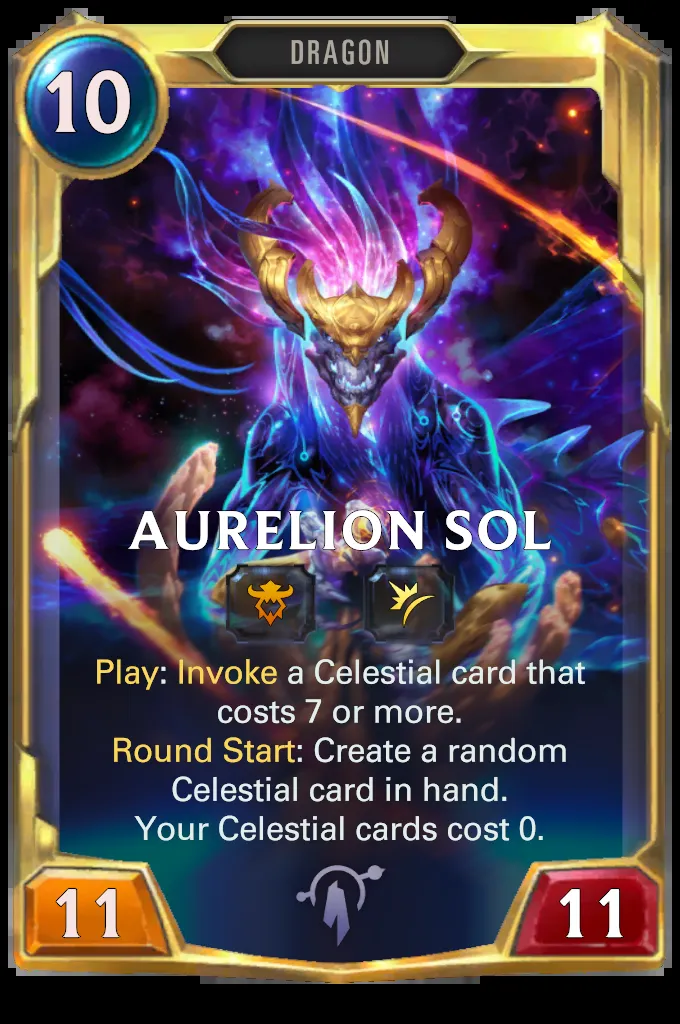 DRAGON
10
AURELION SOL
Play: Invoke a Celestial card that
costs 7 or more.
Round Start: Create a random
Celestial card in hand.
Your Celestial cards cost 0.
11
11